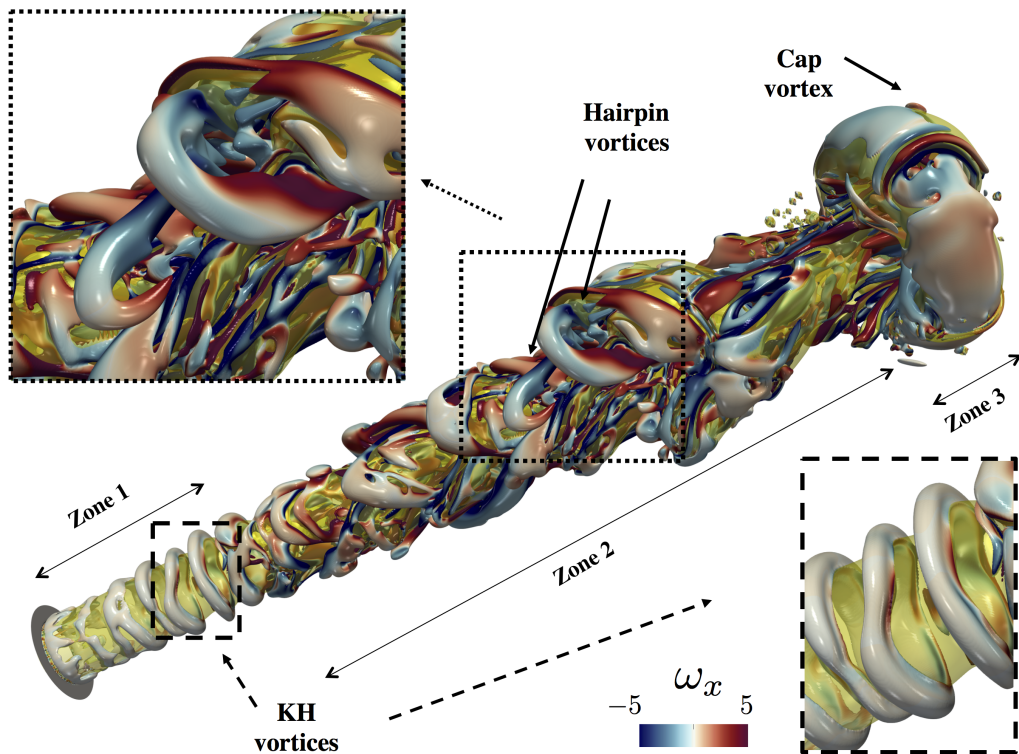 Cap
vortex
Hairpin
vortices
Zone 3
Zone 1
Zone 2
KH
vortices
ω_x
−5 5